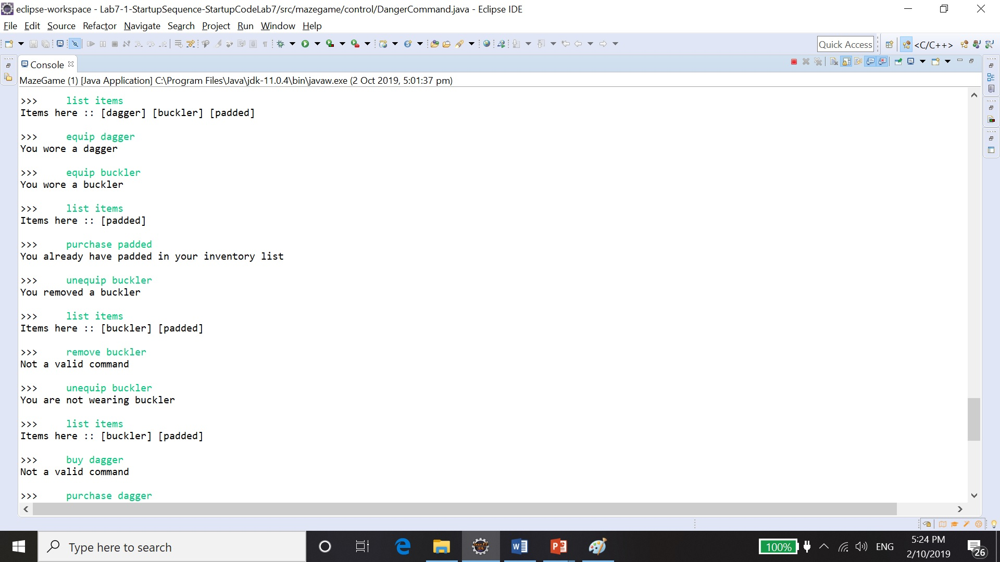 eclipse-workspace - Lab7-1-StartupSequence-StartupCodeLab7/src/mazegame/control/DangerCommand.java - Eclipse IDE
File Edit Source Refactor Navigate Search Project Run Window Help
Quick Access
<C/C++>
Console
MazeGame (1) [Java Application] C:\Program Files\Java\jdk-11.0.4\bin\javaw.exe (2 Oct 2019, 5:01:37 pm)
>>> list items
Items here :: [dagger] [buckler] [padded]
>>> equip dagger
You wore a dagger
>>> equip buckler
You wore a buckler
>>> list items
Items here :: [padded]
>>> purchase padded
You already have padded in your inventory list
>>> unequip buckler
You removed a buckler
>>> list items
Items here :: [buckler] [padded]
>>> remove buckler
Not a valid command
>>> unequip buckler
You are not wearing buckler
>>> list items
Items here :: [buckler] [padded]
>>> buy dagger
Not a valid command
>>> purchase dagger
Type here to search
100%
ENG
5:24 PM
2/10/2019
26